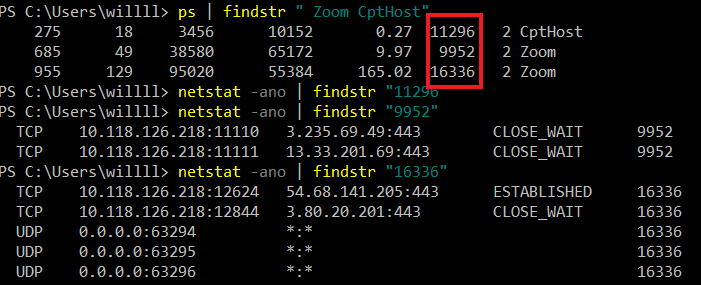 PS C:\Users\willll> ps | findstr " Zoom CptHost"
275 18 3456 10152 0.27 11296 2 CptHost
685 49 38580 65172 9.97 9952 2 Zoom
955 129 95020 55384 165.02 16336 2 Zoom
PS C:\Users\willll> netstat -ano | findstr "11296
PS C:\Users\willll> netstat -ano | findstr "9952"
TCP 10.118.126.218:11110 3.235.69.49:443 CLOSE_WAIT 9952
TCP 10.118.126.218:11111 13.33.201.69:443 CLOSE_WAIT 9952
PS C:\Users\willll> netstat -ano | findstr "16336"
TCP 10.118.126.218:12624 54.68.141.205:443 ESTABLISHED 16336
TCP 10.118.126.218:12844 3.80.20.201:443 CLOSE_WAIT 16336
UDP 0.0.0.0:63294 *:* 16336
UDP 0.0.0.0:63295 *:* 16336
UDP 0.0.0.0:63296 *:* 16336